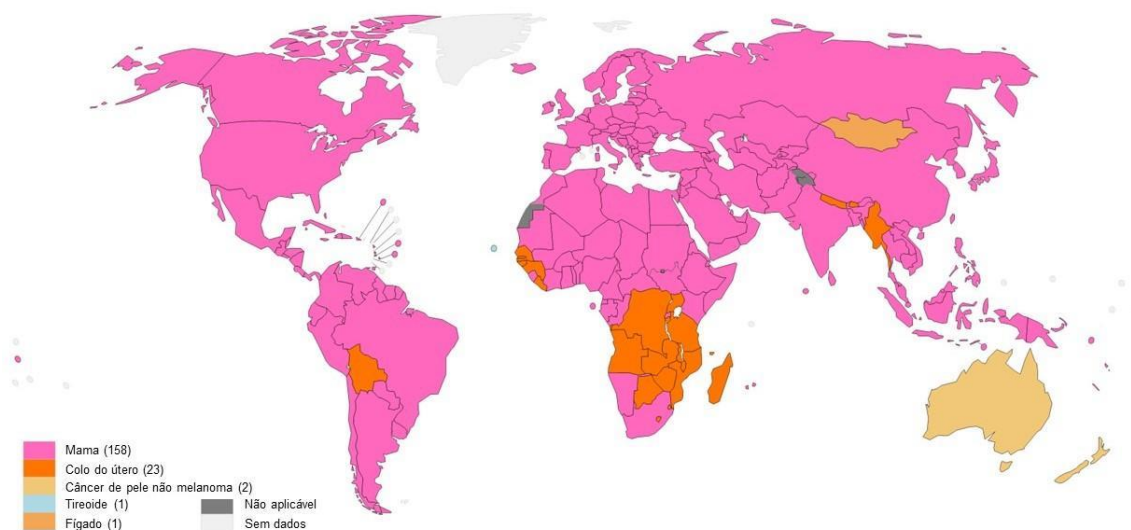 Mama (158)
Colo do útero (23)
Câncer de pele não melanoma (2)
Tireoide (1)
Fígado (1)
Não aplicável
Sem dados